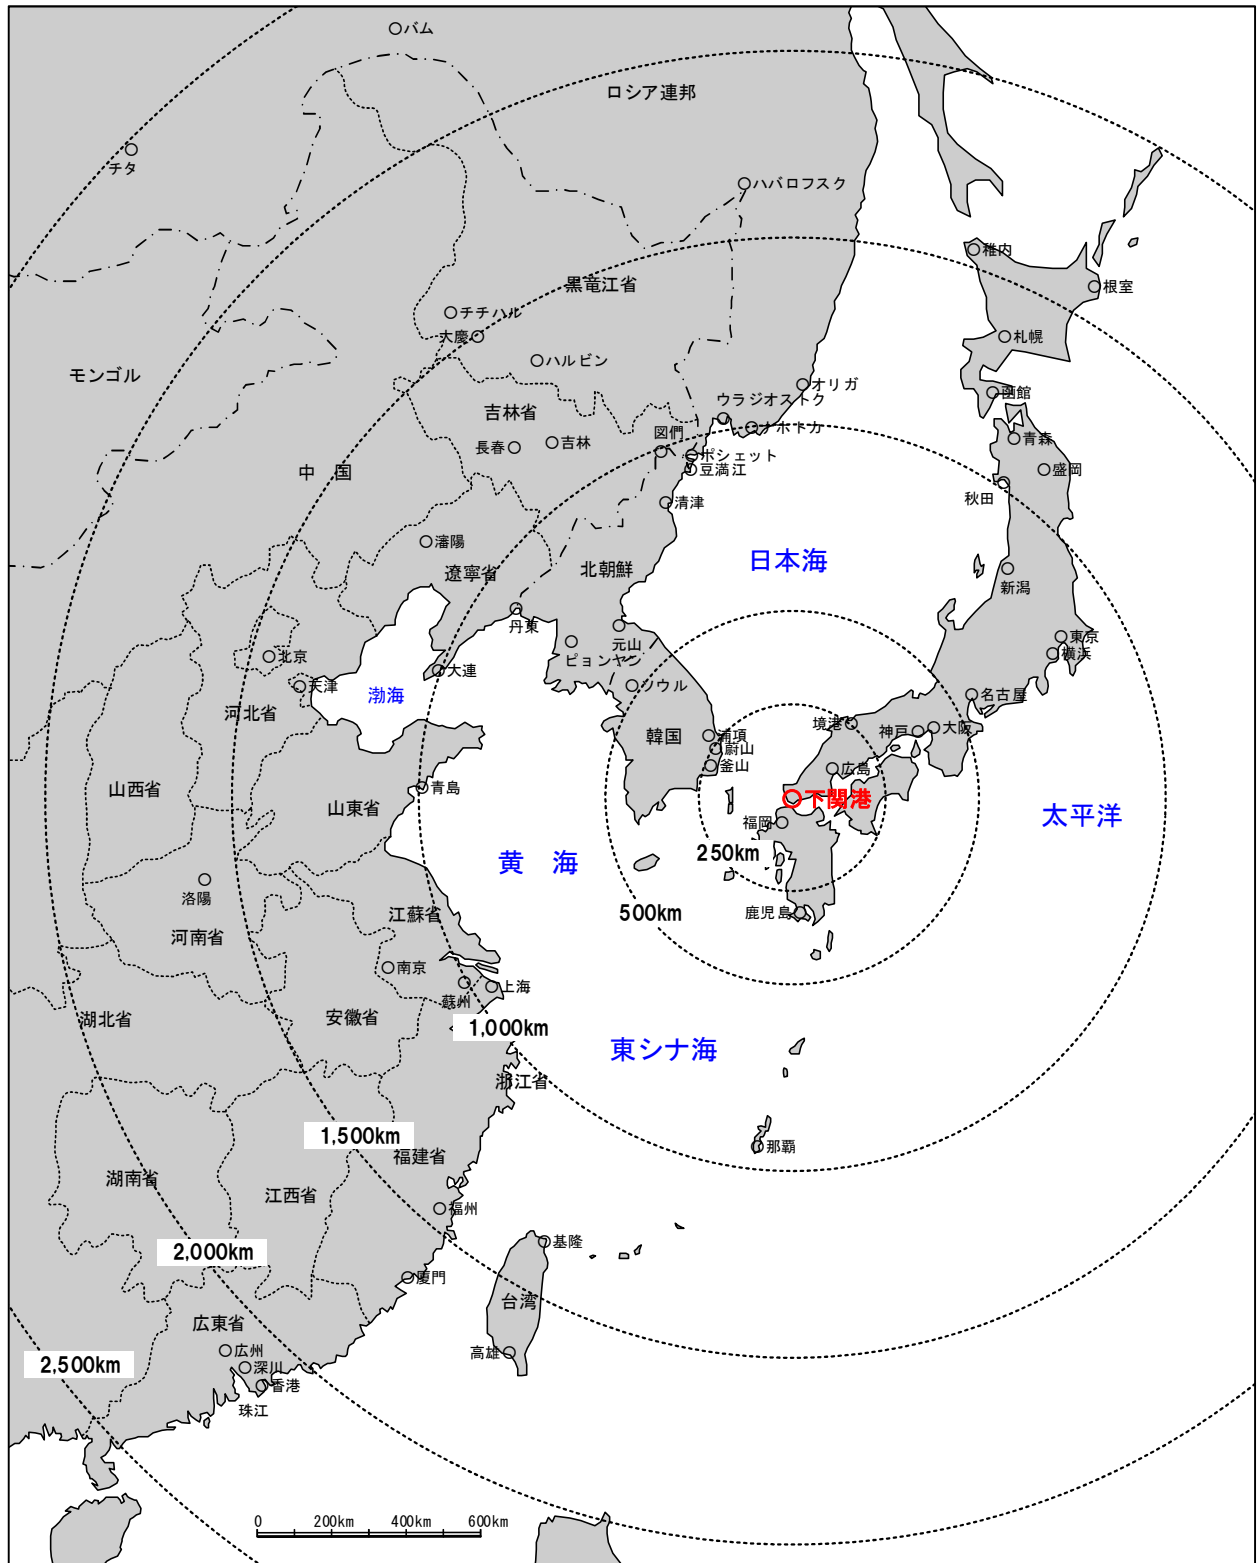 バム
ロシア連邦
チタ
ハバロフスク
稚内
黒竜江省
根室
チチハル
大慶
札幌
ハルビン
モンゴル
オリガ
函館
ウラジオストク
吉林省
ナホトカ
図們
青森
吉林
長春
ポシェット
豆満江
中 国
盛岡
秋田
清津
瀋陽
日本海
北朝鮮
遼寧省
新潟
丹東
東京
元山
横浜
北京
ピョンヤン
大連
天津
ソウル
渤海
名古屋
河北省
境港
神戸
大阪
韓国
浦項
蔚山
釜山
広島
山西省
青島
下関港
山東省
太平洋
福岡
250km
黄 海
洛陽
500km
鹿児島
江蘇省
河南省
南京
上海
蘇州
湖北省
安徽省
1,000km
東シナ海
浙江省
1,500km
那覇
福建省
湖南省
江西省
福州
基隆
2,000km
厦門
台湾
広東省
広州
高雄
2,500km
深川
香港
珠江
0 200km 400km 600km